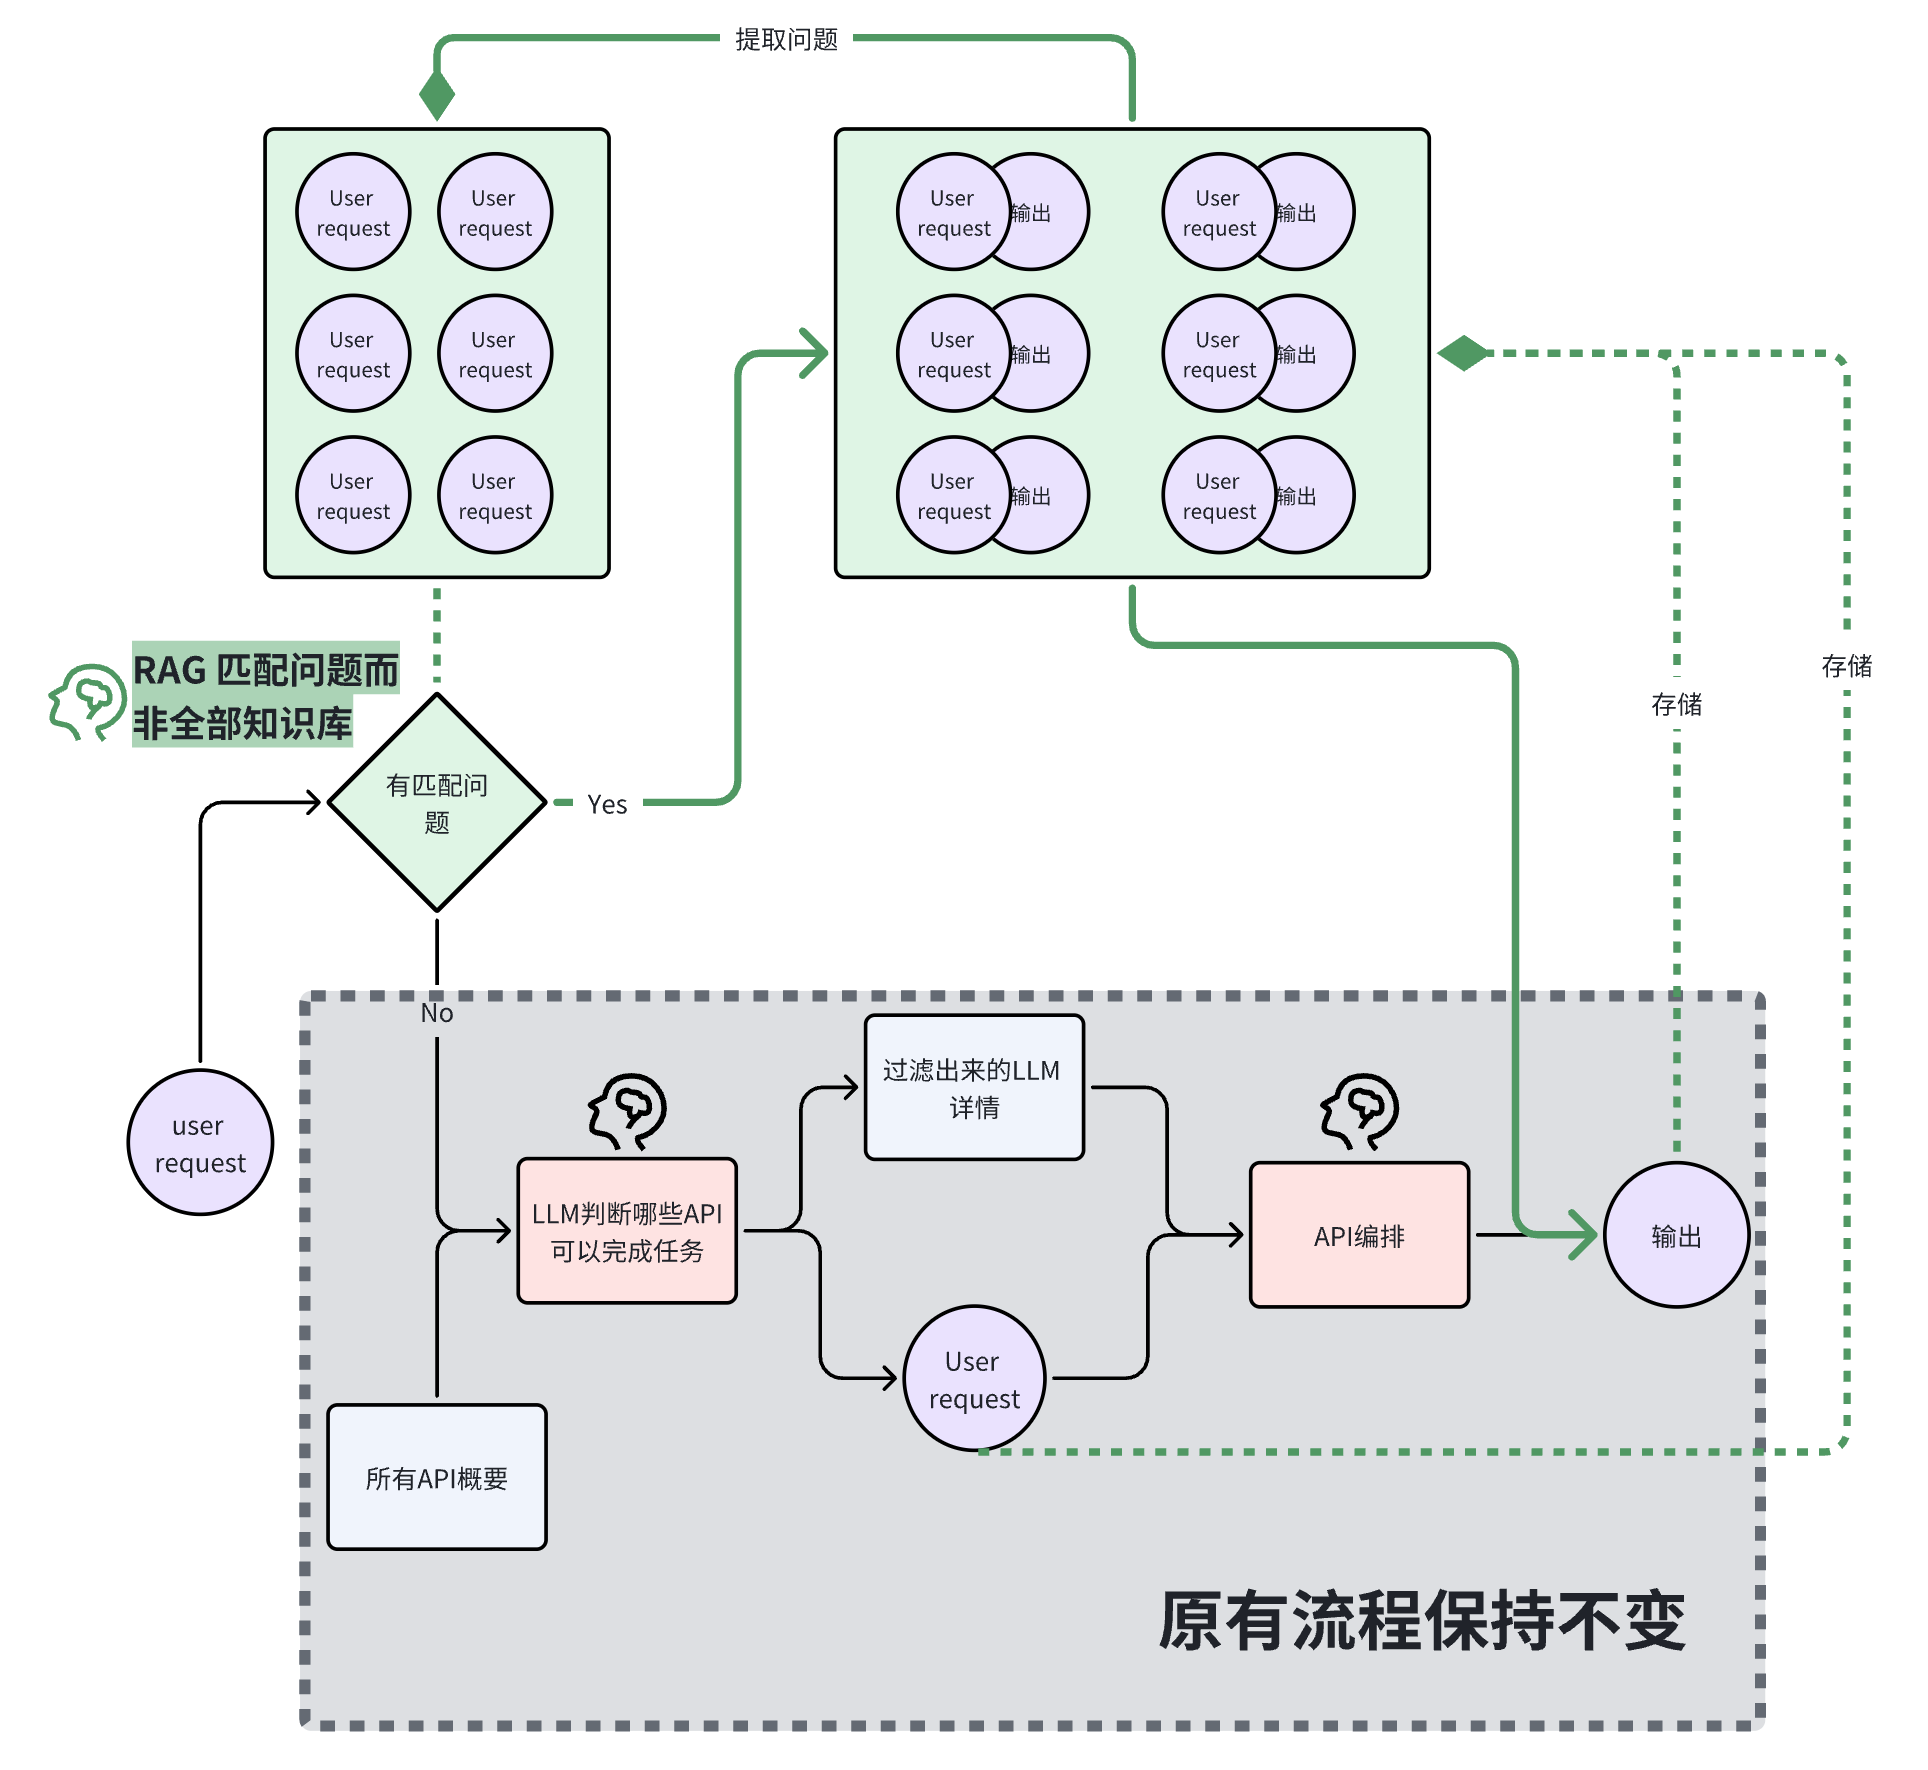 提取问题
User
request
User
request
User
request
User
request
User
request
User
request
User
request
输出
User
request
输出
User
request
输出
User
request
输出
User
request
输出
User
request
输出
RAG 匹配问题而
非全部知识库
有匹配问
题
Yes
存储
存储
No
user
request
过滤出来的LLM
详情
LLM判断哪些API
可以完成任务
API编排
输出
User
request
所有API概要
原有流程保持不变